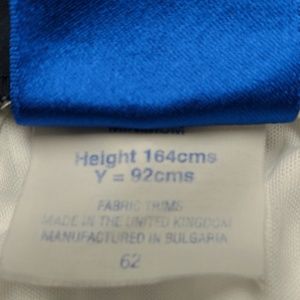 Height 164cms
Y = 92cms
FABRIC TRIMS
MADE IN THE UNITED KINGDOM
MANUFACTURED IN BULGARIA
62